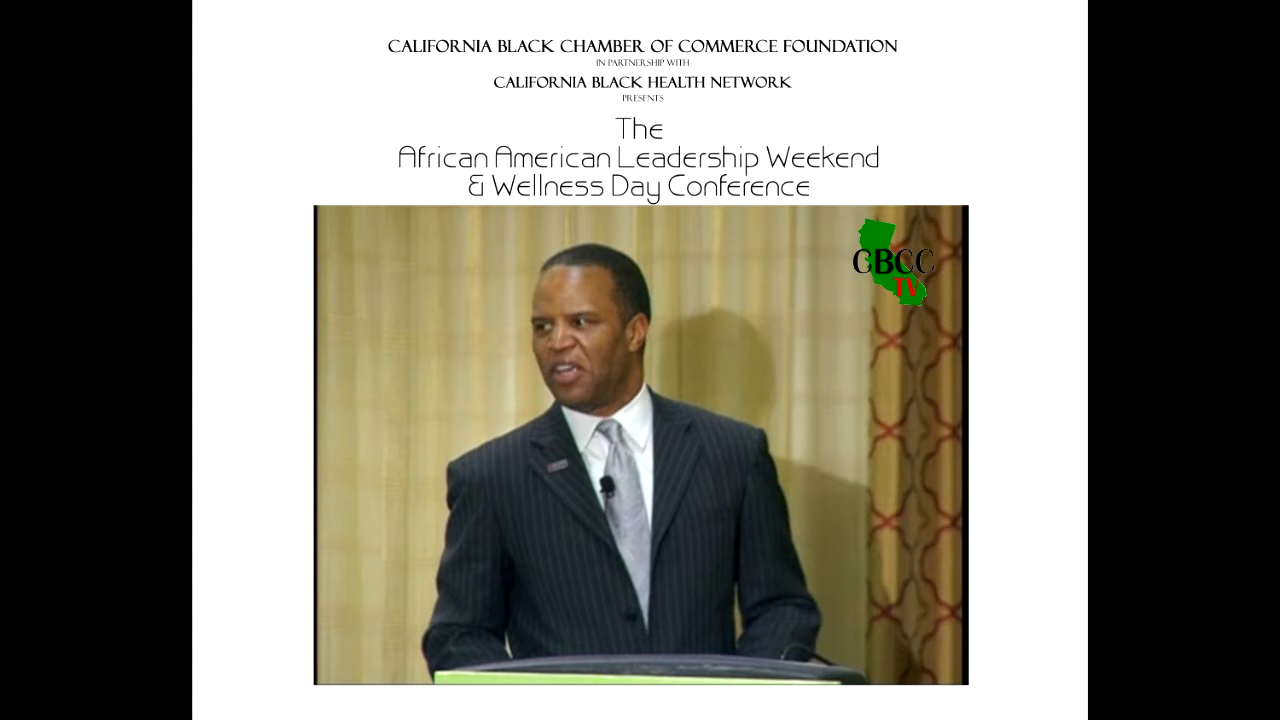 CALIFORNIA BLACK CHAMBER OF COMMERCE FOUNDATION
IN PARTNERSHIP WITH
CALIFORNIA BLACK HEALTH NETWORK
PRESENTS
The
African American Leadership Weekend
& Wellness Day Conference
CBCC
TV